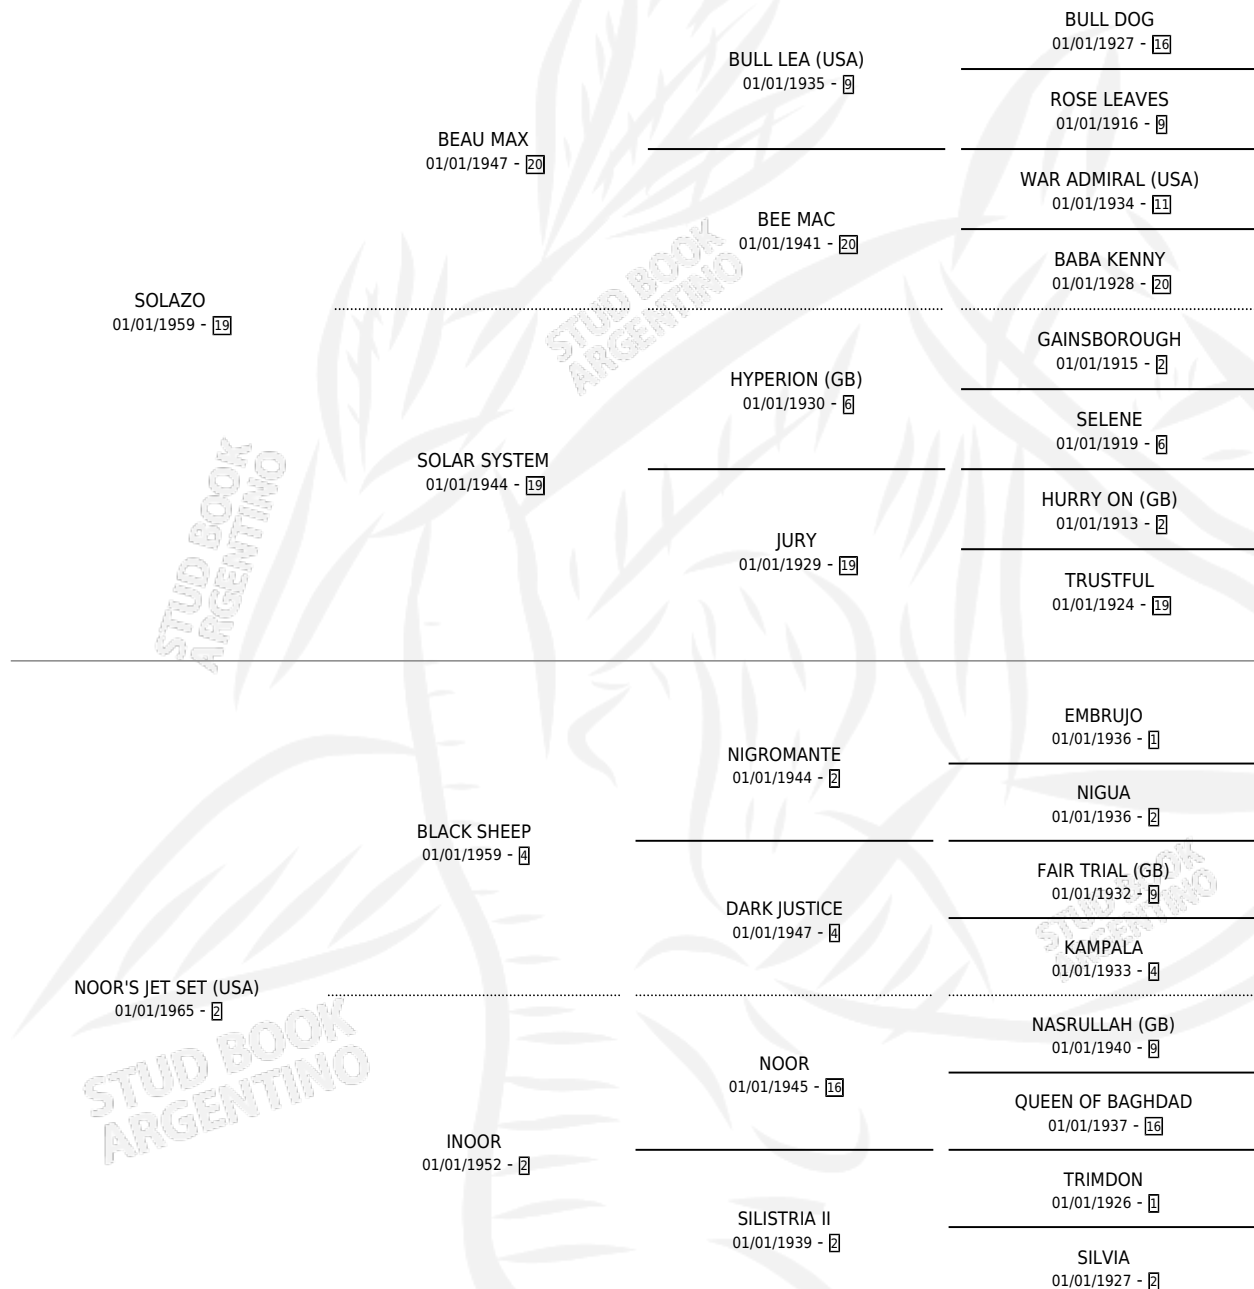 BULL DOG
01/01/1927 - 16
BULL LEA (USA)
01/01/1935 - 9
ROSE LEAVES
01/01/1916 - 9
BEAU MAX
01/01/1947 - 20
WAR ADMIRAL (USA)
01/01/1934 - 11
BEE MAC
01/01/1941 - 20
BABA KENNY
01/01/1928 - 20
SOLAZO
01/01/1959 - 19
STUD BOOK
ARGENTINO
GAINSBOROUGH
01/01/1915 - 2
HYPERION (GB)
01/01/1930 - 6
SELENE
01/01/1919 - 6
SOLAR SYSTEM
01/01/1944 - 19
HURRY ON (GB)
01/01/1913 - 2
JURY
01/01/1929 - 19
TRUSTFUL
01/01/1924 - 19
STUD BOOK
ARGENTINO
EMBRUJO
01/01/1936 - 1
NIGROMANTE
01/01/1944 - 2
NIGUA
01/01/1936 - 2
BLACK SHEEP
01/01/1959 - 4
FAIR TRIAL (GB)
01/01/1932 - 9
DARK JUSTICE
01/01/1947 - 4
STUD BOOK
ARGENTINO
KAMPALA
01/01/1933 - 4
NOOR'S JET SET (USA)
01/01/1965 - 2
STUD BOOK
ARGENTINO
NASRULLAH (GB)
01/01/1940 - 9
NOOR
01/01/1945 - 16
QUEEN OF BAGHDAD
01/01/1937 - 16
INOOR
01/01/1952 - 2
TRIMDON
01/01/1926 - 1
SILISTRIA II
01/01/1939 - 2
SILVIA
01/01/1927 - 2